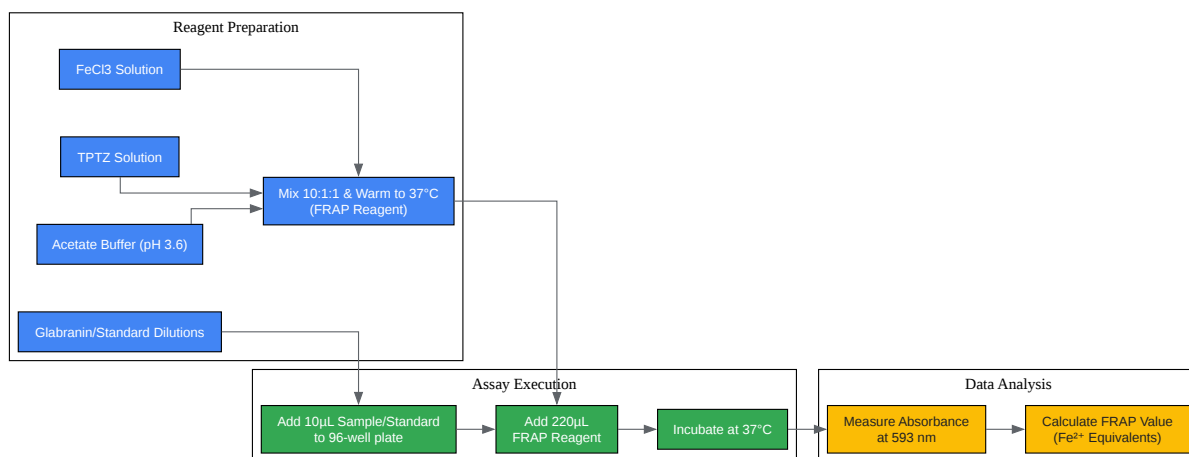 Reagent Preparation
FeCl3 Solution
TPTZ Solution
Mix 10:1:1 & Warm to 37°C
(FRAP Reagent)
Acetate Buffer (pH 3.6)
Glabranin/Standard Dilutions
Assay Execution
Add 10µL Sample/Standard
to 96-well plate
Add 220µL
FRAP Reagent
Incubate at 37°C
Data Analysis
Measure Absorbance
at 593 nm
Calculate FRAP Value
(Fe²⁺ Equivalents)